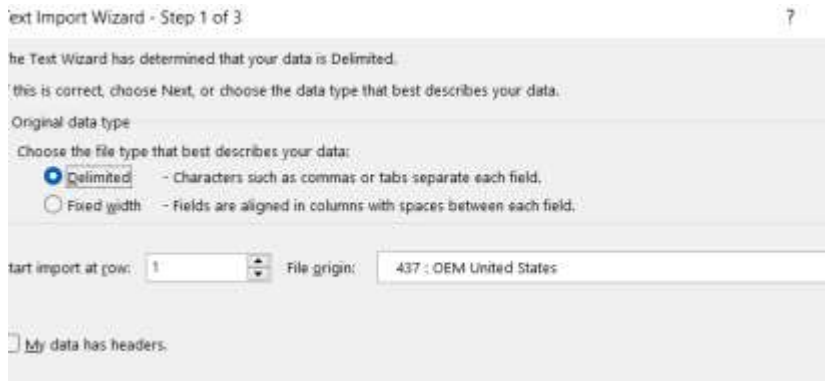 ext Import Wizard - Step 1 of 3 ?
he Text Wizard has determined that your data is Delimited.
this is correct, choose Next, or choose the data type that best describes your data.
Original data type
Choose the file type that best describes your data:
Delimited - Characters such as commas or tabs separate each field.
Fixed width - Fields are aligned in columns with spaces between each field.
tart import at row: 1 File origin: 437 : OEM United States
My data has headers.